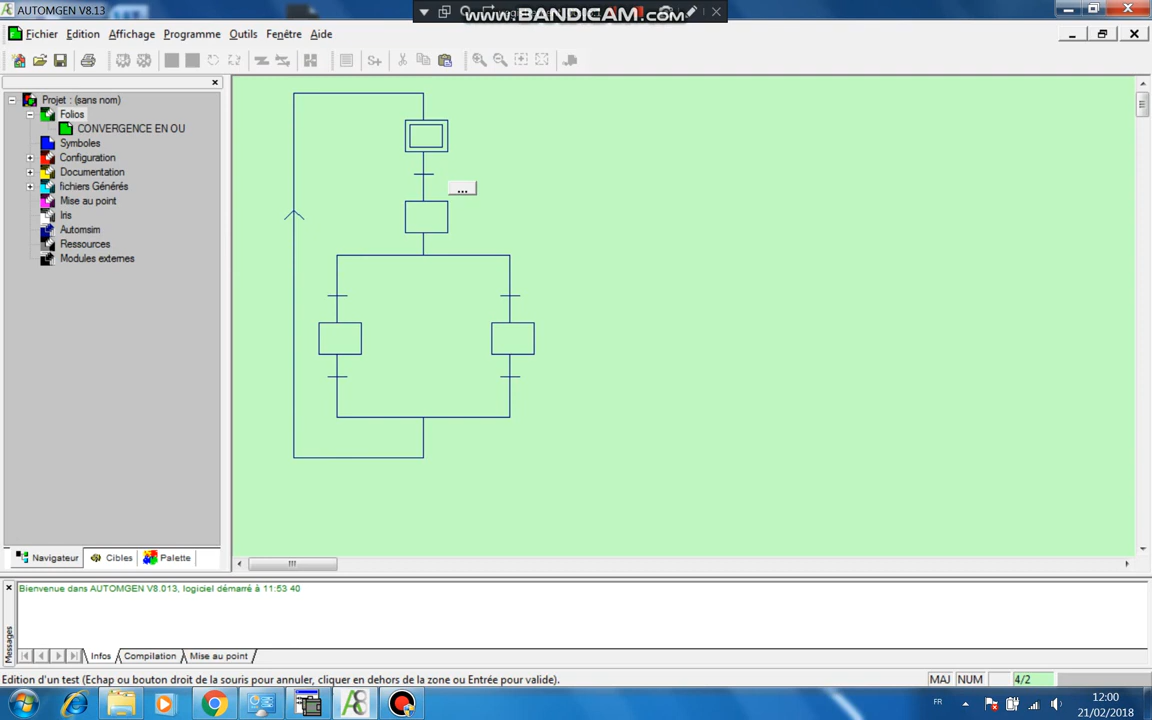 AUTOMGEN V8.13
www.BANDICAM.com
Fichier Edition Affichage Programme Outils Fenêtre Aide
S+
Projet : (sans nom)
Folios
CONVERGENCE EN OU
Symboles
Configuration
Documentation
fichiers Générés
Mise au point
Iris
Automsim
Ressources
Modules externes
...
Navigateur Cibles Palette
Bienvenue dans AUTOMGEN V8.013, logiciel démarré à 11:53 40
Messages
Infos Compilation Mise au point
Edition d'un test (Echap ou bouton droit de la souris pour annuler, cliquer en dehors de la zone ou Entrée pour valide).
MAJ NUM 4/2
FR
12:00
21/02/2018